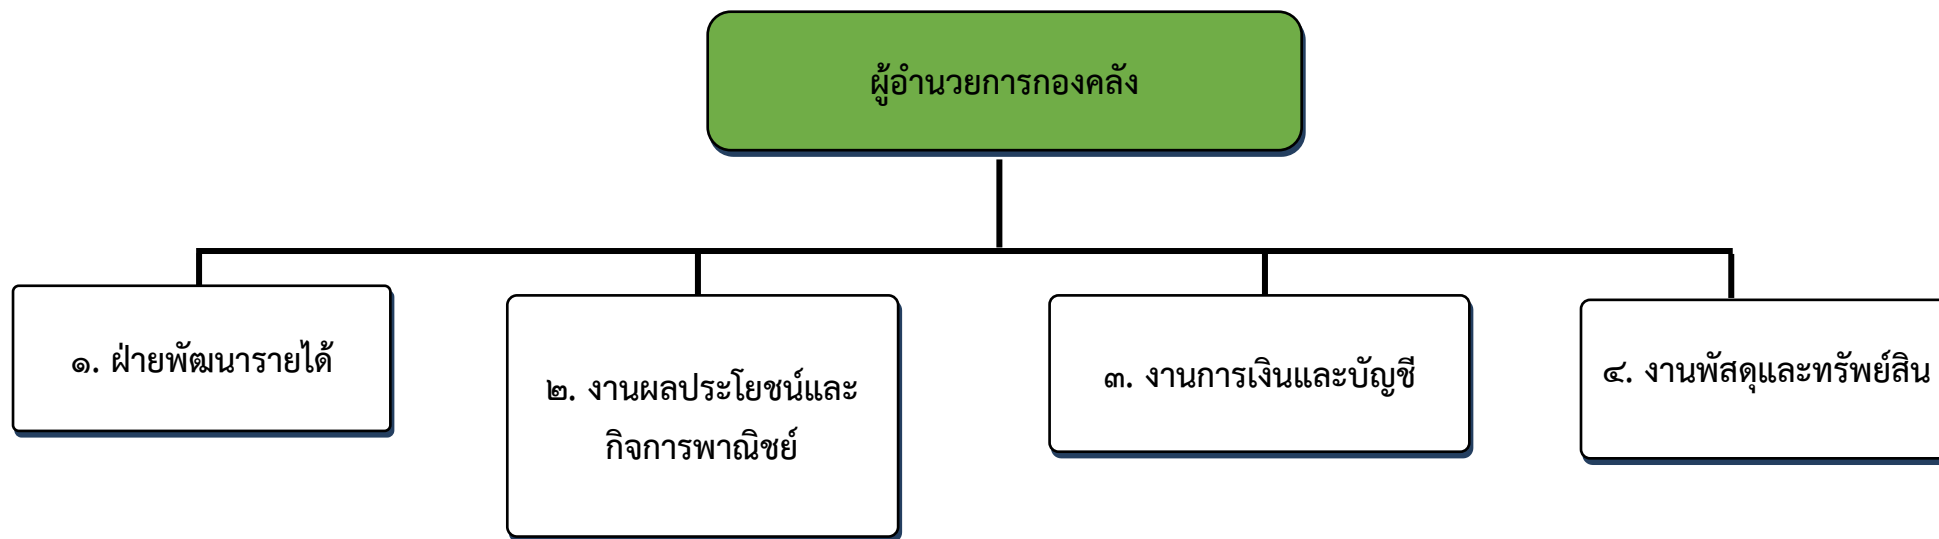 ผู้อำนวยการกองคลัง
๑. ฝ่ายพัฒนารายได้
๒. งานผลประโยชน์และ
กิจการพาณิชย์
๓. งานการเงินและบัญชี
๔. งานพัสดุและทรัพย์สิน